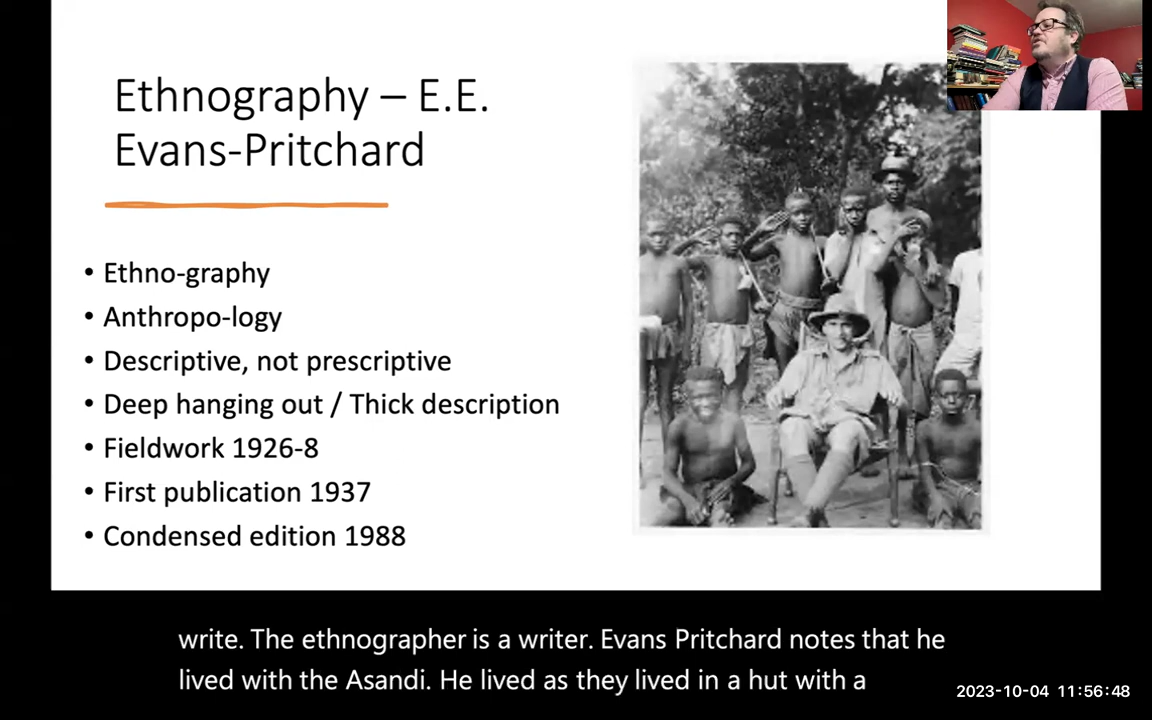 Ethnography – E.E.
Evans-Pritchard
• Ethno-graphy
• Anthropo-logy
• Descriptive, not prescriptive
• Deep hanging out / Thick description
• Fieldwork 1926-8
• First publication 1937
• Condensed edition 1988
write. The ethnographer is a writer. Evans Pritchard notes that he
lived with the Asandi. He lived as they lived in a hut with a
2023-10-04 11:56:48